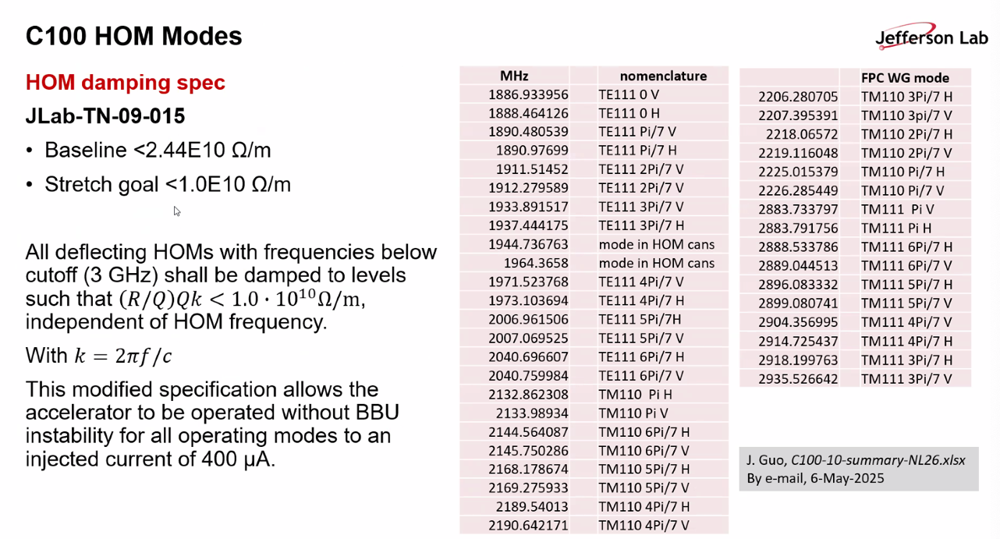 C100 HOM Modes
Jefferson Lab
HOM damping spec
JLab-TN-09-015
• Baseline <2.44E10 Ω/m
• Stretch goal <1.0E10 Ω/m
All deflecting HOMs with frequencies below
cutoff (3 GHz) shall be damped to levels
such that (R/Q)Qk < 1.0 · 10¹⁰Ω/m,
independent of HOM frequency.
With k = 2πf/c
This modified specification allows the
accelerator to be operated without BBU
instability for all operating modes to an
injected current of 400 µA.
MHz nomenclature
1886.933956 TE111 0 V
1888.464126 TE111 0 H
1890.480539 TE111 Pi/7 V
1890.97699 TE111 Pi/7 H
1911.51452 TE111 2Pi/7 V
1912.279589 TE111 2Pi/7 V
1933.891517 TE111 3Pi/7 V
1937.444175 TE111 3Pi/7 H
1944.736763 mode in HOM cans
1964.3658 mode in HOM cans
1971.523768 TE111 4Pi/7 V
1973.103694 TE111 4Pi/7 H
2006.961506 TE111 5Pi/7H
2007.069525 TE111 5Pi/7 V
2040.696607 TE111 6Pi/7 H
2040.759984 TE111 6Pi/7 V
2132.862308 TM110 Pi H
2133.98934 TM110 Pi V
2144.564087 TM110 6Pi/7 H
2145.750286 TM110 6Pi/7 V
2168.178674 TM110 5Pi/7 H
2169.275933 TM110 5Pi/7 V
2189.54013 TM110 4Pi/7 H
2190.642171 TM110 4Pi/7 V
FPC WG mode
2206.280705 TM110 3Pi/7 H
2207.395391 TM110 3pi/7 V
2218.06572 TM110 2Pi/7 H
2219.116048 TM110 2Pi/7 V
2225.015379 TM110 Pi/7 H
2226.285449 TM110 Pi/7 V
2883.733797 TM111 Pi V
2883.791756 TM111 Pi H
2888.533786 TM111 6Pi/7 H
2889.044513 TM111 6Pi/7 V
2896.083332 TM111 5Pi/7 H
2899.080741 TM111 5Pi/7 V
2904.356995 TM111 4Pi/7 V
2914.725437 TM111 4Pi/7 H
2918.199763 TM111 3Pi/7 H
2935.526642 TM111 3Pi/7 V
J. Guo, C100-10-summary-NL26.xlsx
By e-mail, 6-May-2025